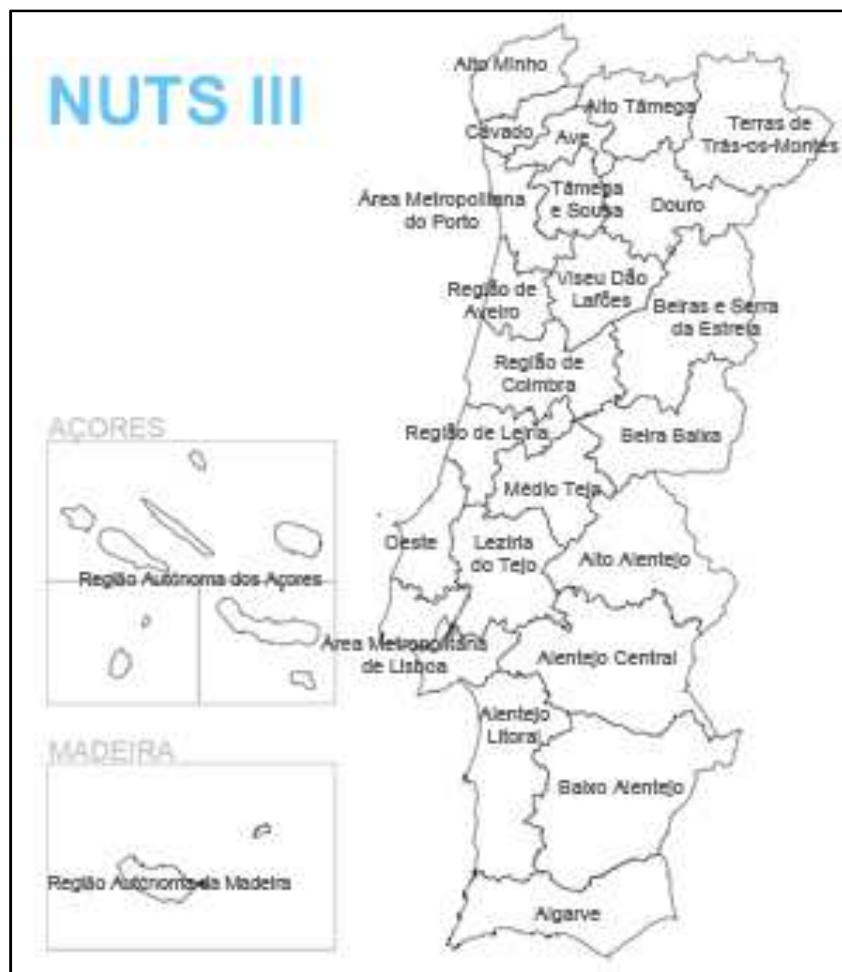 NUTS III
Alto Minho
Alto Tâmega
Terras de
Trás-os-Montes
Cávado
Ave
Área Metropolitana
do Porto
Tâmega
e Sousa
Douro
Viseu Dão
Lafões
Região de
Aveiro
Beiras e Serra
da Estrela
Região de
Coimbra
AÇORES
Região de Leiria
Beira Baixa
Médio Tejo
Oeste
Lezíria
do Tejo
Alto Alentejo
Região Autónoma dos Açores
Área Metropolitana
de Lisboa
Alentejo Central
Alentejo
Litoral
MADEIRA
Baixo Alentejo
Região Autónoma da Madeira
Algarve